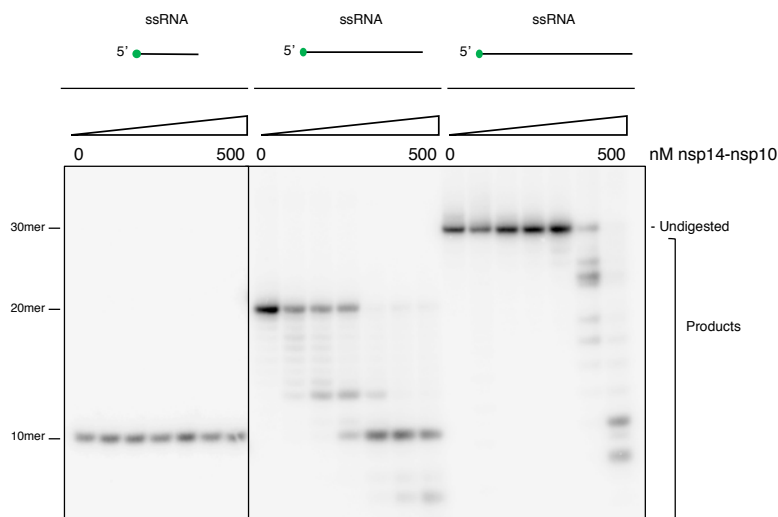 ssRNA ssRNA ssRNA
5’ 5’ 5’
0 500 0 500 0 500 nM nsp14-nsp10
30mer - Undigested
20mer
Products
10mer